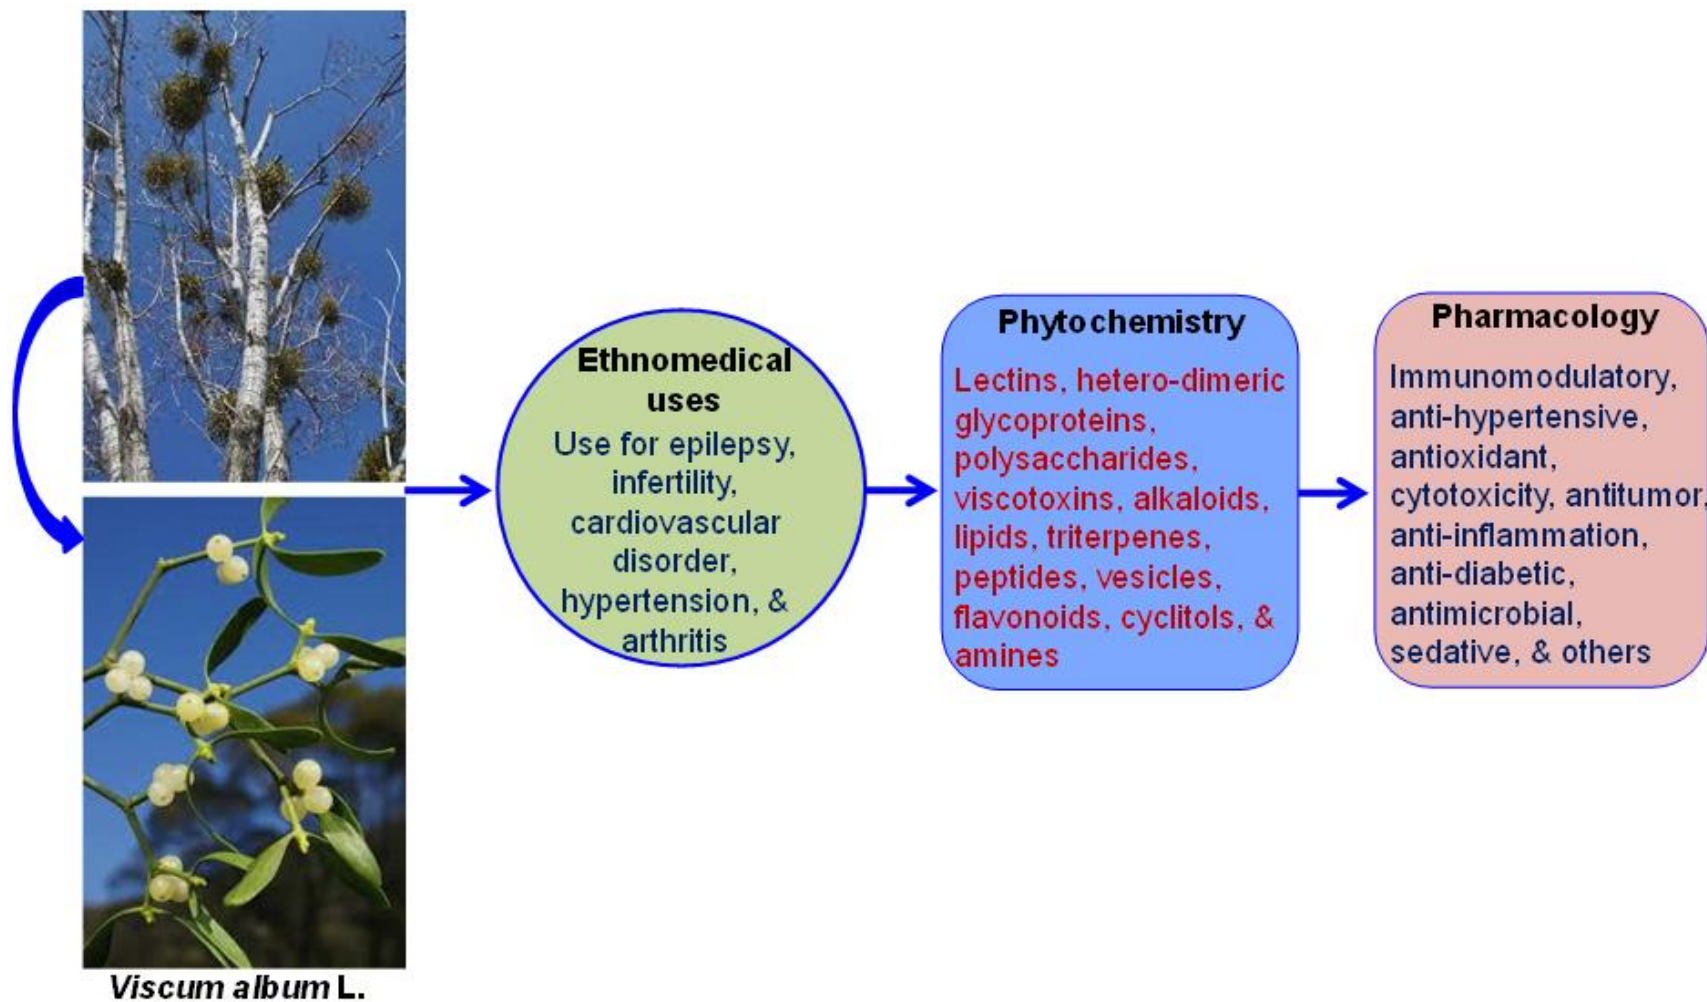 Ethnomedical
uses
Use for epilepsy,
infertility,
cardiovascular
disorder,
hypertension, &
arthritis
Phytochemistry
Lectins, hetero-dimeric
glycoproteins,
polysaccharides,
viscotoxins, alkaloids,
lipids, triterpenes,
peptides, vesicles,
flavonoids, cyclitols, &
amines
Pharmacology
Immunomodulatory,
anti-hypertensive,
antioxidant,
cytotoxicity, antitumor,
anti-inflammation,
anti-diabetic,
antimicrobial,
sedative, & others
Viscum album L.